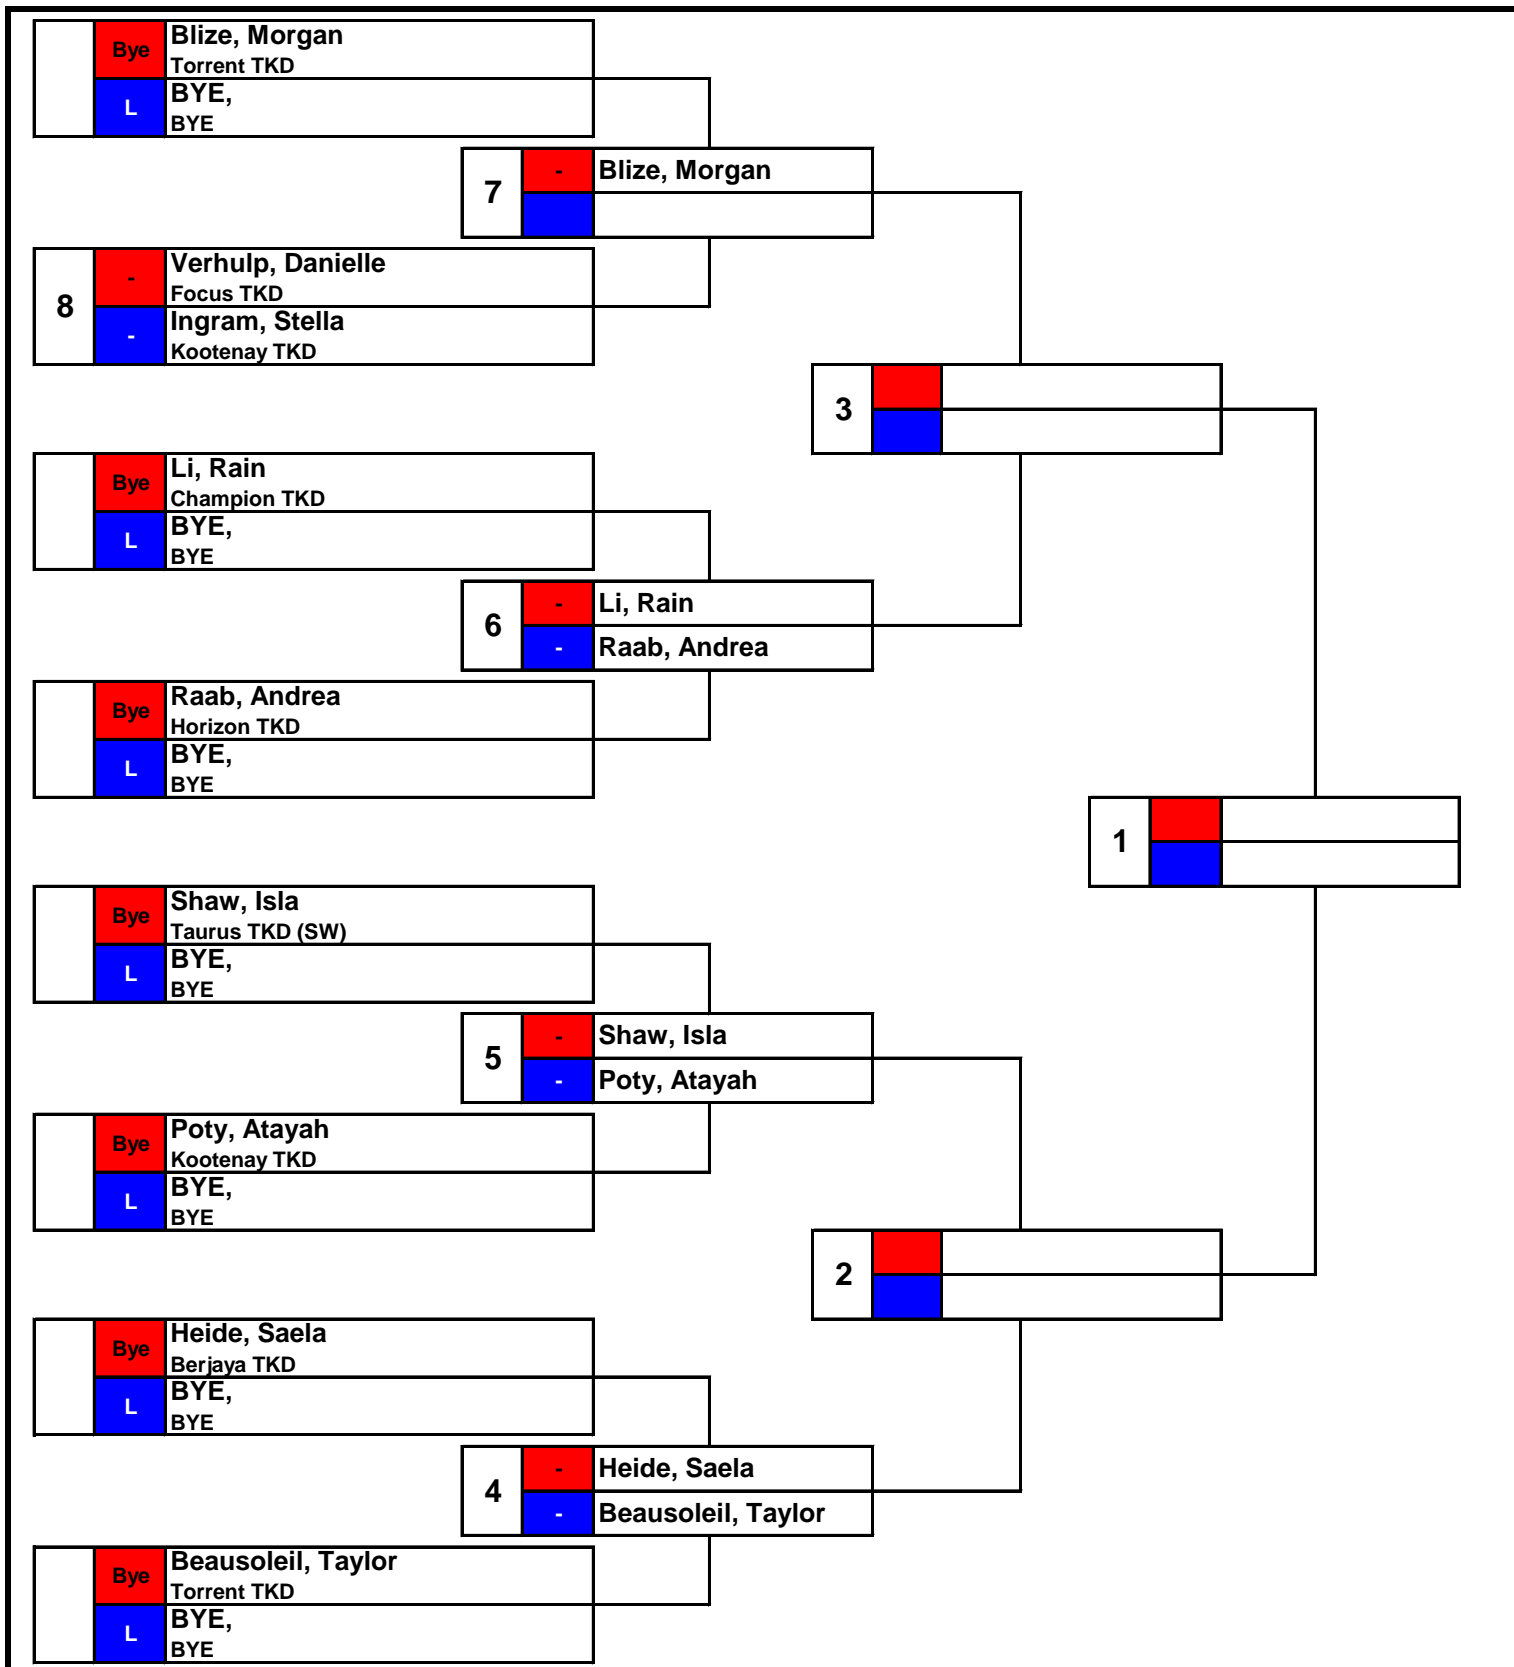 Bye
Blize, Morgan
Torrent TKD
L
BYE,
BYE
7
-
Blize, Morgan
8
-
Verhulp, Danielle
Focus TKD
-
Ingram, Stella
Kootenay TKD
3
Bye
Li, Rain
Champion TKD
L
BYE,
BYE
6
-
Li, Rain
-
Raab, Andrea
Bye
Raab, Andrea
Horizon TKD
L
BYE,
BYE
1
Bye
Shaw, Isla
Taurus TKD (SW)
L
BYE,
BYE
5
-
Shaw, Isla
-
Poty, Atayah
Bye
Poty, Atayah
Kootenay TKD
L
BYE,
BYE
2
Bye
Heide, Saela
Berjaya TKD
L
BYE,
BYE
4
-
Heide, Saela
-
Beausoleil, Taylor
Bye
Beausoleil, Taylor
Torrent TKD
L
BYE,
BYE